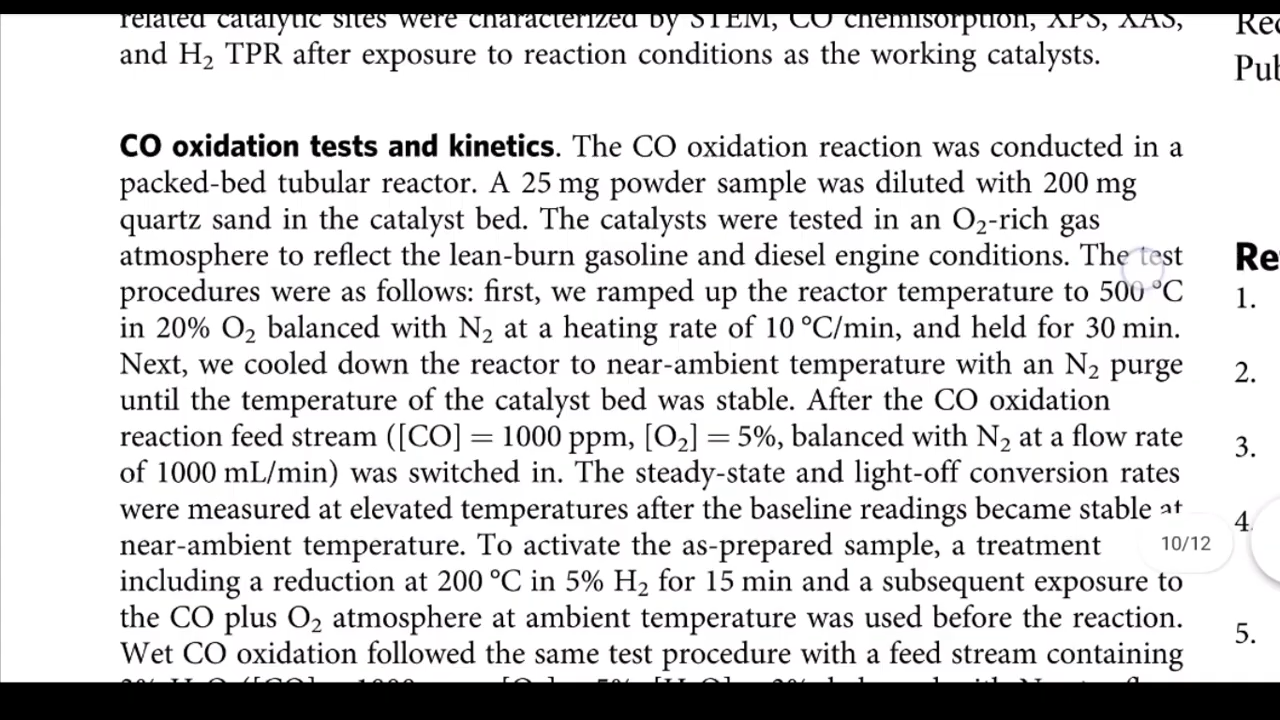 related catalytic sites were characterized by STEM, CO chemisorption, XPS, XAS,
and H₂ TPR after exposure to reaction conditions as the working catalysts.
CO oxidation tests and kinetics. The CO oxidation reaction was conducted in a
packed-bed tubular reactor. A 25 mg powder sample was diluted with 200 mg
quartz sand in the catalyst bed. The catalysts were tested in an O₂-rich gas
atmosphere to reflect the lean-burn gasoline and diesel engine conditions. The test
procedures were as follows: first, we ramped up the reactor temperature to 500 °C
in 20% O₂ balanced with N₂ at a heating rate of 10 °C/min, and held for 30 min.
Next, we cooled down the reactor to near-ambient temperature with an N₂ purge
until the temperature of the catalyst bed was stable. After the CO oxidation
reaction feed stream ([CO] = 1000 ppm, [O₂] = 5%, balanced with N₂ at a flow rate
of 1000 mL/min) was switched in. The steady-state and light-off conversion rates
were measured at elevated temperatures after the baseline readings became stable at
near-ambient temperature. To activate the as-prepared sample, a treatment
including a reduction at 200 °C in 5% H₂ for 15 min and a subsequent exposure to
the CO plus O₂ atmosphere at ambient temperature was used before the reaction.
Wet CO oxidation followed the same test procedure with a feed stream containing
10/12
Pub
Re
1.
2.
3.
4.
5.